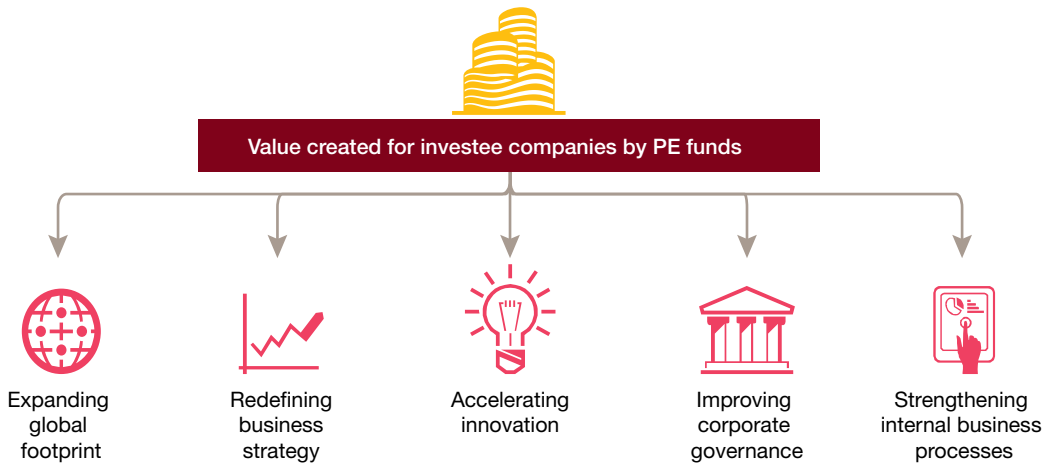 Value created for investee companies by PE funds
Expanding
global
footprint
Redefining
business
strategy
Accelerating
innovation
Improving
corporate
governance
Strengthening
internal business
processes